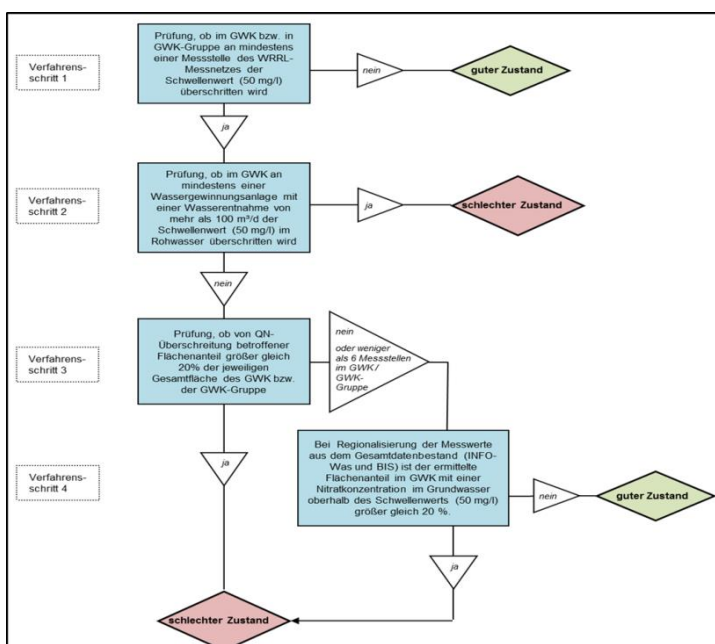 Verfahrens-
schritt 1
Prüfung, ob im GWK bzw. in
GWK-Gruppe an mindestens
einer Messstelle des WRRL-
Messnetzes der
Schwellenwert (50 mg/l)
überschritten wird
nein
guter Zustand
ja
Verfahrens-
schritt 2
Prüfung, ob im GWK an
mindestens einer
Wassergewinnungsanlage mit
einer Wasserentnahme von
mehr als 100 m³/d der
Schwellenwert (50 mg/l) im
Rohwasser überschritten wird
ja
schlechter Zustand
nein
Verfahrens-
schritt 3
Prüfung, ob von QN-
Überschreitung betroffener
Flächenanteil größer gleich
20% der jeweiligen
Gesamtfläche des GWK bzw.
der GWK-Gruppe
nein
oder weniger
als 6 Messstellen
im GWK /
GWK-
Gruppe
ja
Verfahrens-
schritt 4
Bei Regionalisierung der Messwerte
aus dem Gesamtdatenbestand (INFO-
Was und BIS) ist der ermittelte
Flächenanteil im GWK mit einer
Nitratkonzentration im Grundwasser
oberhalb des Schwellenwerts (50 mg/l)
größer gleich 20 %.
nein
guter Zustand
ja
schlechter Zustand